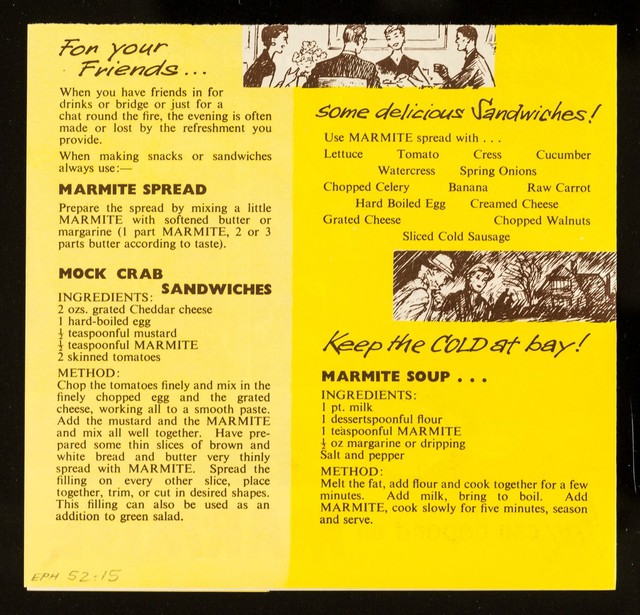 For your
Friends...
When you have friends in for
drinks or bridge or just for a
chat round the fire, the evening is often
made or lost by the refreshment you
provide.
When making snacks or sandwiches
always use:—
MARMITE SPREAD
Prepare the spread by mixing a little
MARMITE with softened butter or
margarine (1 part MARMITE, 2 or 3
parts butter according to taste).
MOCK CRAB
SANDWICHES
INGREDIENTS:
2 ozs. grated Cheddar cheese
1 hard-boiled egg
½ teaspoonful mustard
½ teaspoonful MARMITE
2 skinned tomatoes
METHOD:
Chop the tomatoes finely and mix in the
finely chopped egg and the grated
cheese, working all to a smooth paste.
Add the mustard and the MARMITE
and mix all well together. Have pre-
pared some thin slices of brown and
white bread and butter very thinly
spread with MARMITE. Spread the
filling on every other slice, place
together, trim, or cut in desired shapes.
This filling can also be used as an
addition to green salad.
EPH 52:15
some delicious Sandwiches!
Use MARMITE spread with . . .
Lettuce Tomato Cress Cucumber
Watercress Spring Onions
Chopped Celery Banana Raw Carrot
Hard Boiled Egg Creamed Cheese
Grated Cheese Chopped Walnuts
Sliced Cold Sausage
Keep the COLD at bay!
MARMITE SOUP . . .
INGREDIENTS:
1 pt. milk
1 dessertspoonful flour
1 teaspoonful MARMITE
½ oz margarine or dripping
Salt and pepper
METHOD:
Melt the fat, add flour and cook together for a few
minutes. Add milk, bring to boil. Add
MARMITE, cook slowly for five minutes, season
and serve.